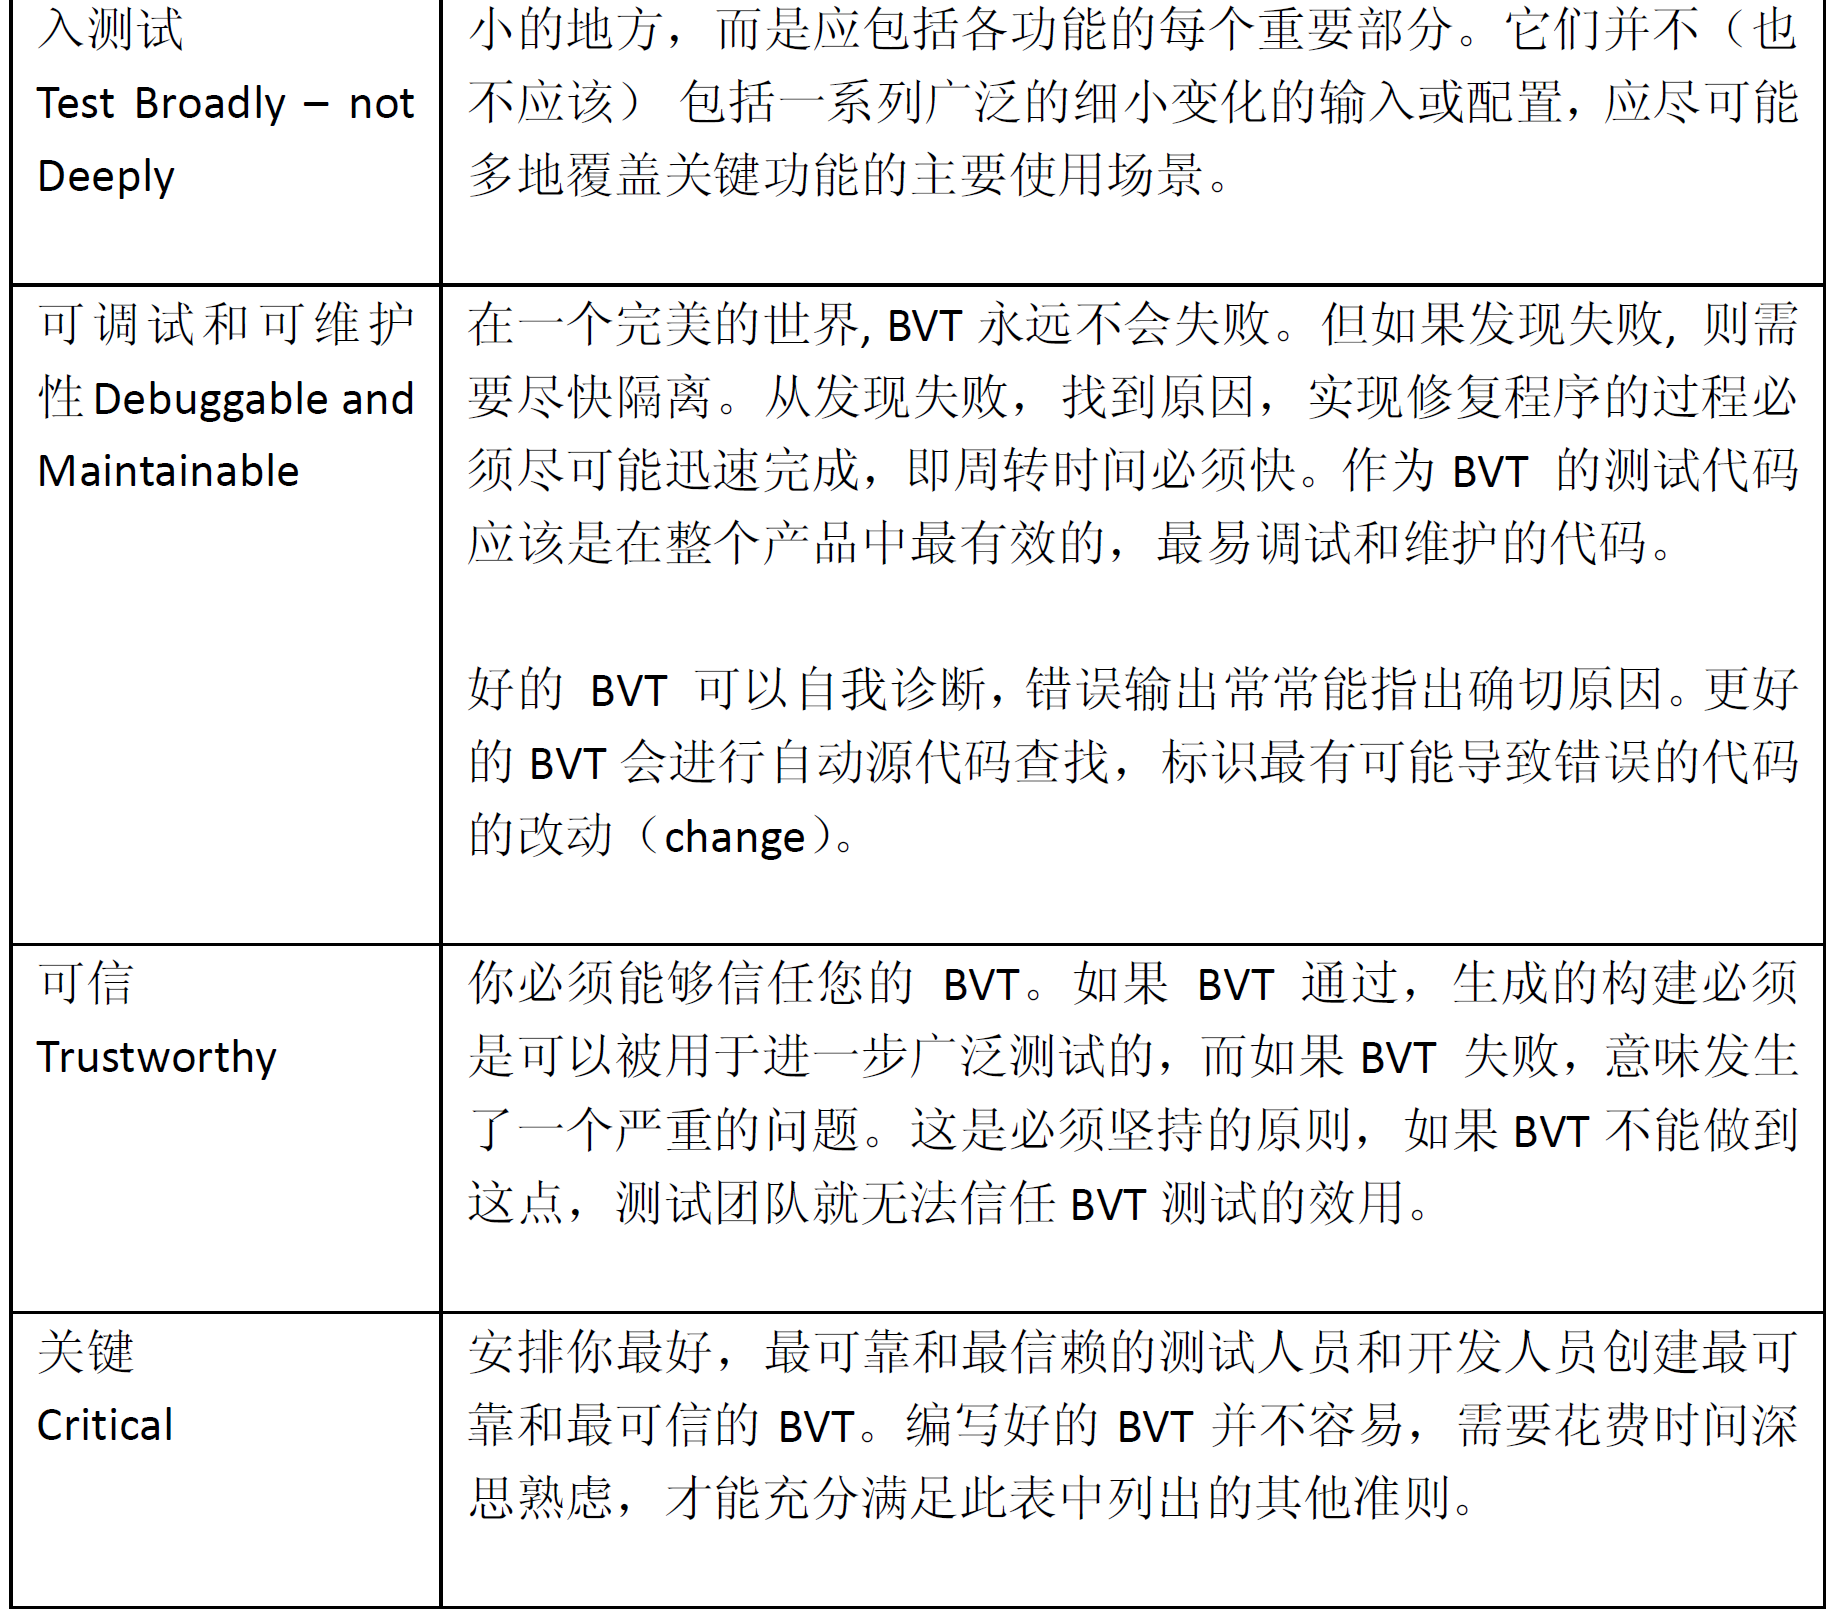 入测试
Test Broadly – not
Deeply
小的地方，而是应包括各功能的每个重要部分。它们并不（也
不应该） 包括一系列广泛的细小变化的输入或配置，应尽可能
多地覆盖关键功能的主要使用场景。
可调试和可维护
性 Debuggable and
Maintainable
在一个完美的世界, BVT 永远不会失败。但如果发现失败, 则需
要尽快隔离。从发现失败，找到原因，实现修复程序的过程必
须尽可能迅速完成，即周转时间必须快。作为 BVT 的测试代码
应该是在整个产品中最有效的，最易调试和维护的代码。
好的 BVT 可以自我诊断，错误输出常常能指出确切原因。更好
的 BVT 会进行自动源代码查找，标识最有可能导致错误的代码
的改动（change）。
可信
Trustworthy
你必须能够信任您的 BVT。如果 BVT 通过，生成的构建必须
是可以被用于进一步广泛测试的，而如果 BVT 失败，意味发生
了一个严重的问题。这是必须坚持的原则，如果 BVT 不能做到
这点，测试团队就无法信任 BVT 测试的效用。
关键
Critical
安排你最好，最可靠和最信赖的测试人员和开发人员创建最可
靠和最可信的 BVT。编写好的 BVT 并不容易，需要花费时间深
思熟虑，才能充分满足此表中列出的其他准则。